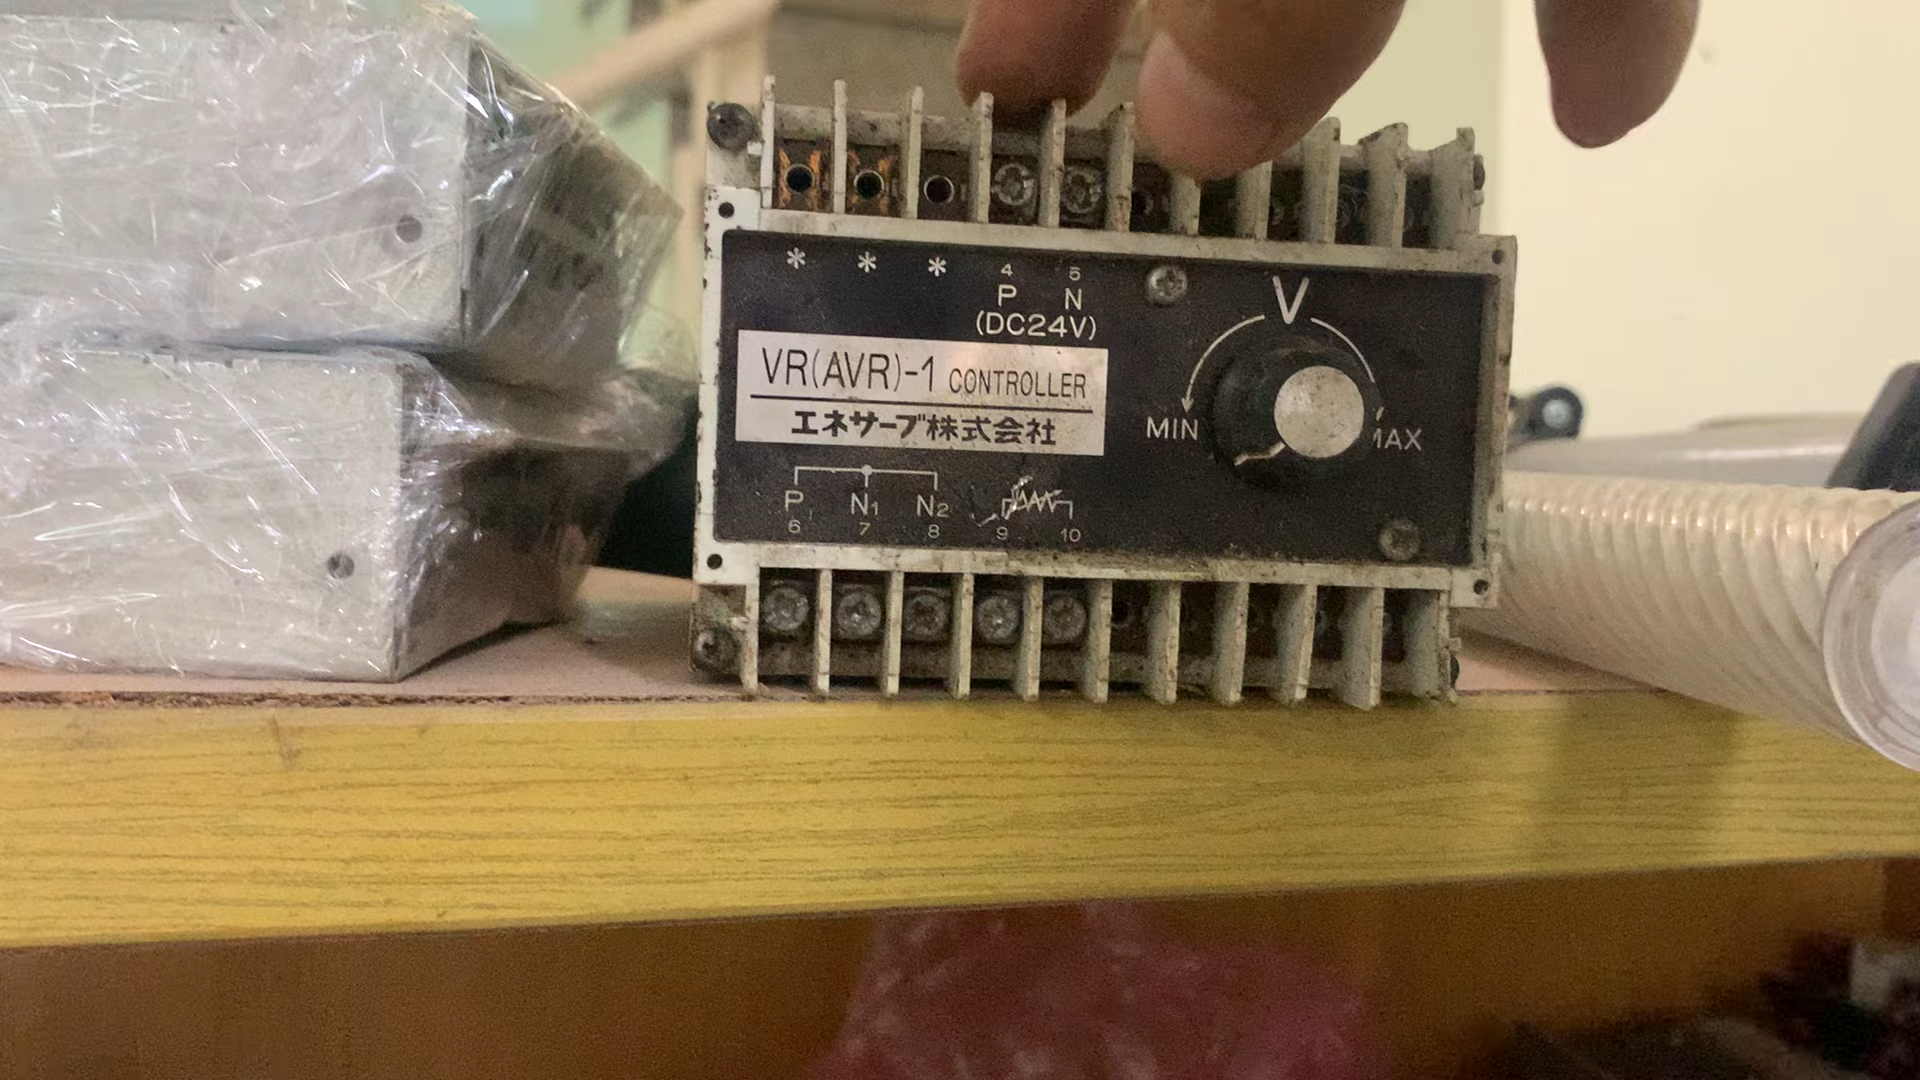 * * * 4 5
P N
(DC24V)
V
VR(AVR)-1 CONTROLLER
エネサーブ株式会社
MIN MAX
P N1 N2
6 7 8 9 10